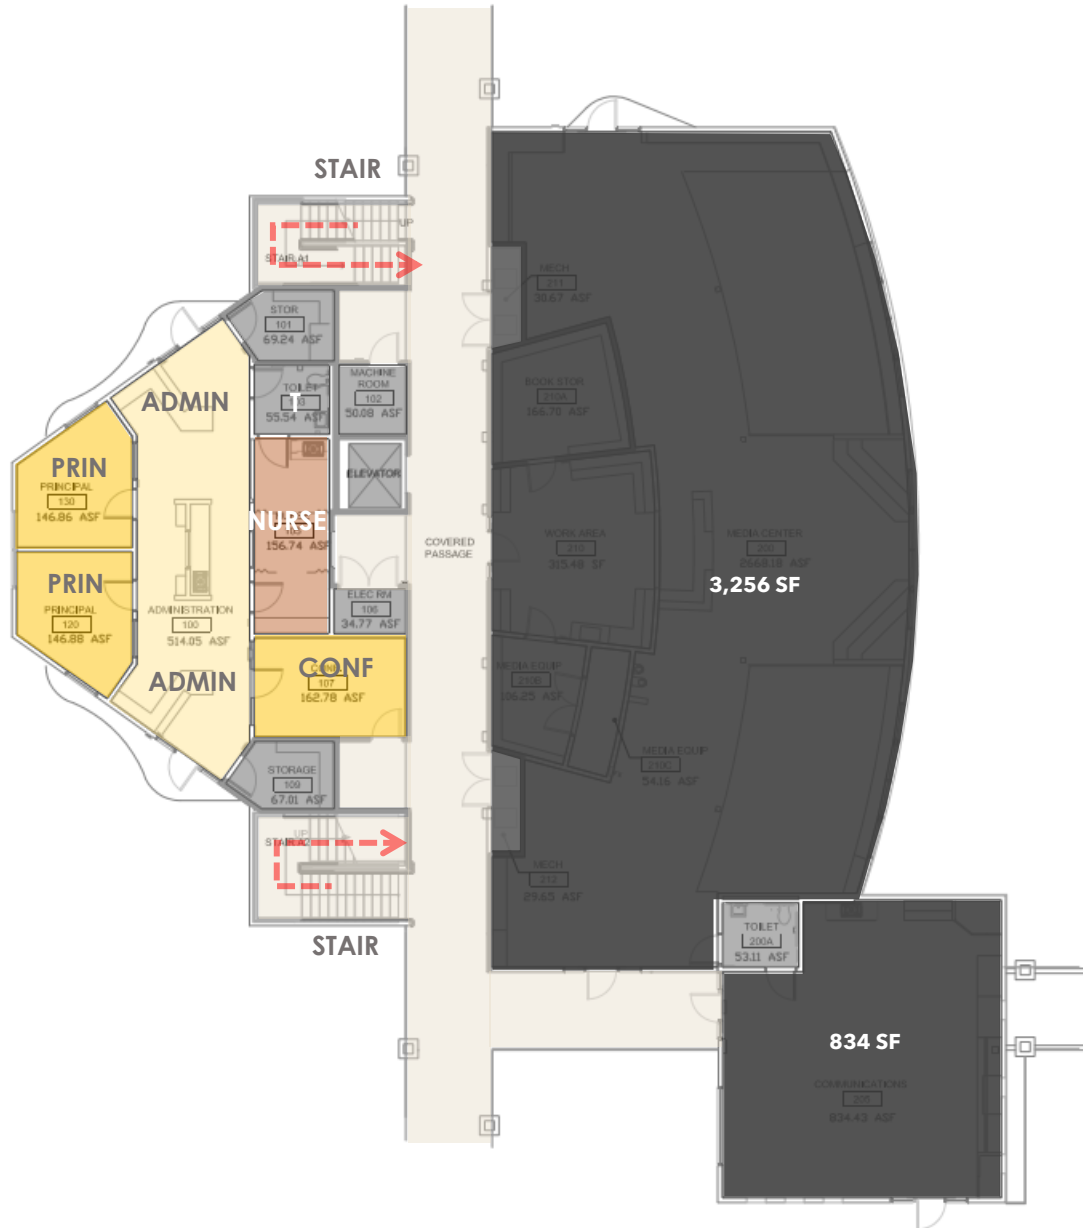 STAIR
UP
STAIR A1
MECH
211
30.67 ASF
STOR
101
69.24 ASF
ADMIN
TOILET
T
55.54 ASF
MACHINE
ROOM
102
50.08 ASF
BOOK STOR
210A
166.70 ASF
PRIN
PRINCIPAL
130
146.86 ASF
ELEVATOR
NURSE
156.74 ASF
COVERED
PASSAGE
WORK AREA
210
315.48 SF
MEDIA CENTER
200
2668.18 ASF
3,256 SF
PRIN
PRINCIPAL
120
146.88 ASF
ADMINISTRATION
100
514.05 ASF
ELEC RM
106
34.77 ASF
ADMIN
CONF
107
162.78 ASF
MEDIA EQUIP
210B
106.25 ASF
MEDIA EQUIP
210C
54.16 ASF
STORAGE
109
67.01 ASF
UP
STAIR A2
MECH
212
29.65 ASF
STAIR
TOILET
200A
53.11 ASF
834 SF
COMMUNICATIONS
205
834.43 ASF